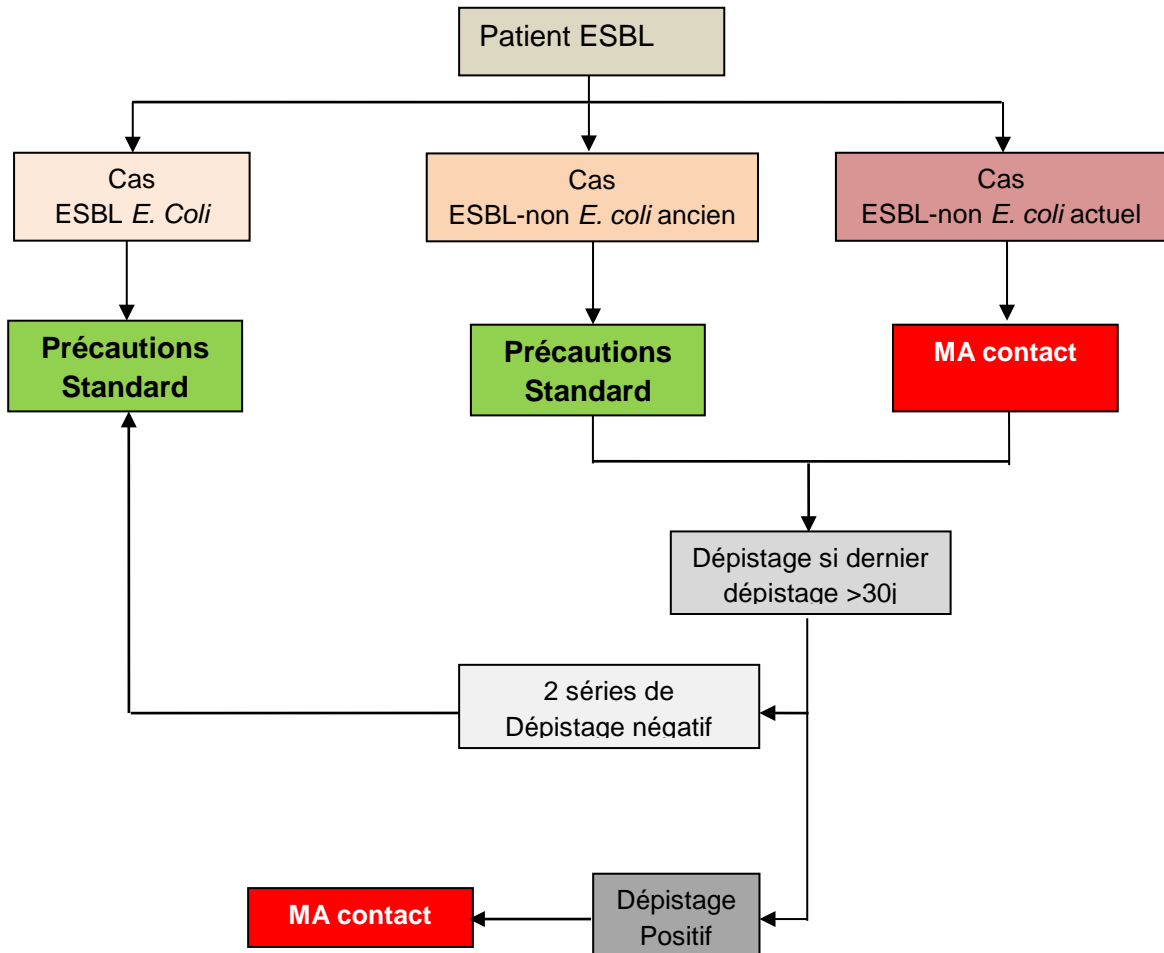 Patient ESBL
Cas
ESBL E. Coli
Cas
ESBL-non E. coli ancien
Cas
ESBL-non E. coli actuel
Précautions
Standard
Précautions
Standard
MA contact
Dépistage si dernier
dépistage >30j
2 séries de
Dépistage négatif
MA contact
Dépistage
Positif